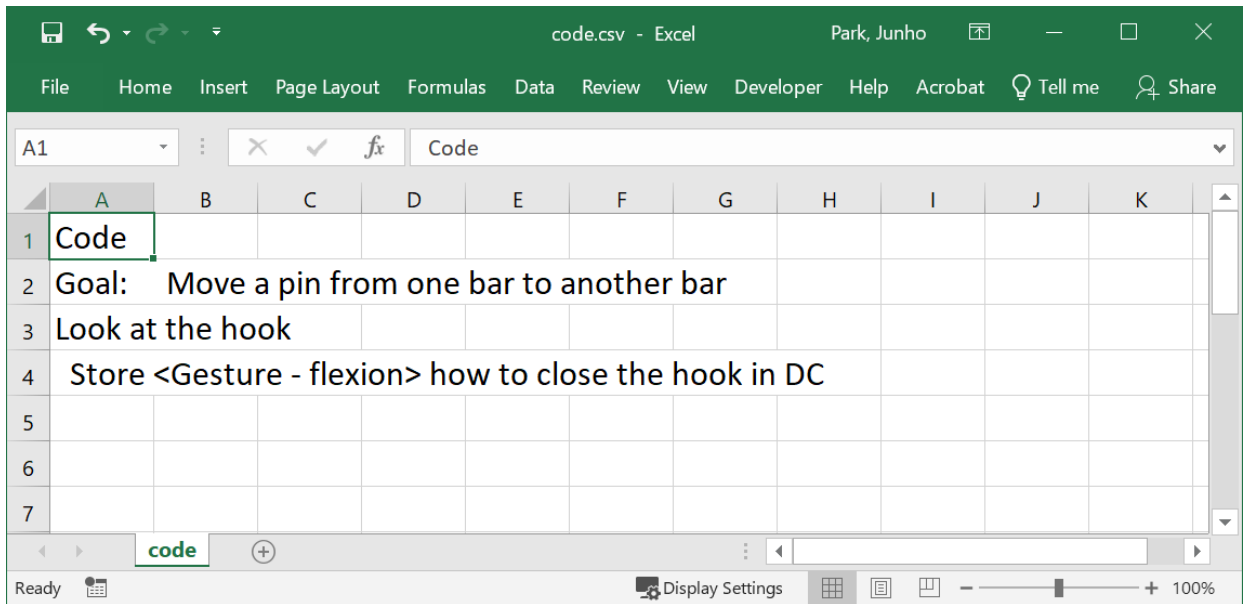 code.csv - Excel Park, Junho
File Home Insert Page Layout Formulas Data Review View Developer Help Acrobat Tell me Share
A1 fx Code
A B C D E F G H I J K
1 Code
2 Goal: Move a pin from one bar to another bar
3 Look at the hook
4 Store <Gesture - flexion> how to close the hook in DC
5
6
7
code
Ready Display Settings 100%